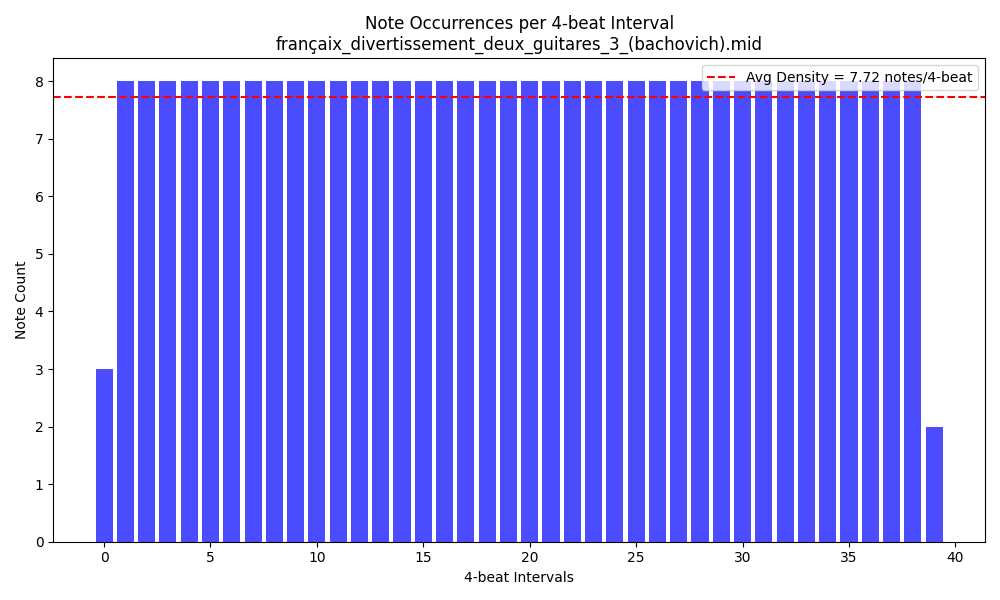 Note Occurrences per 4-beat Interval
françaix_divertissement_deux_guitares_3_(bachovich).mid
Avg Density = 7.72 notes/4-beat
Note Count
8
7
6
5
4
3
2
1
0
0 5 10 15 20 25 30 35 40
4-beat Intervals